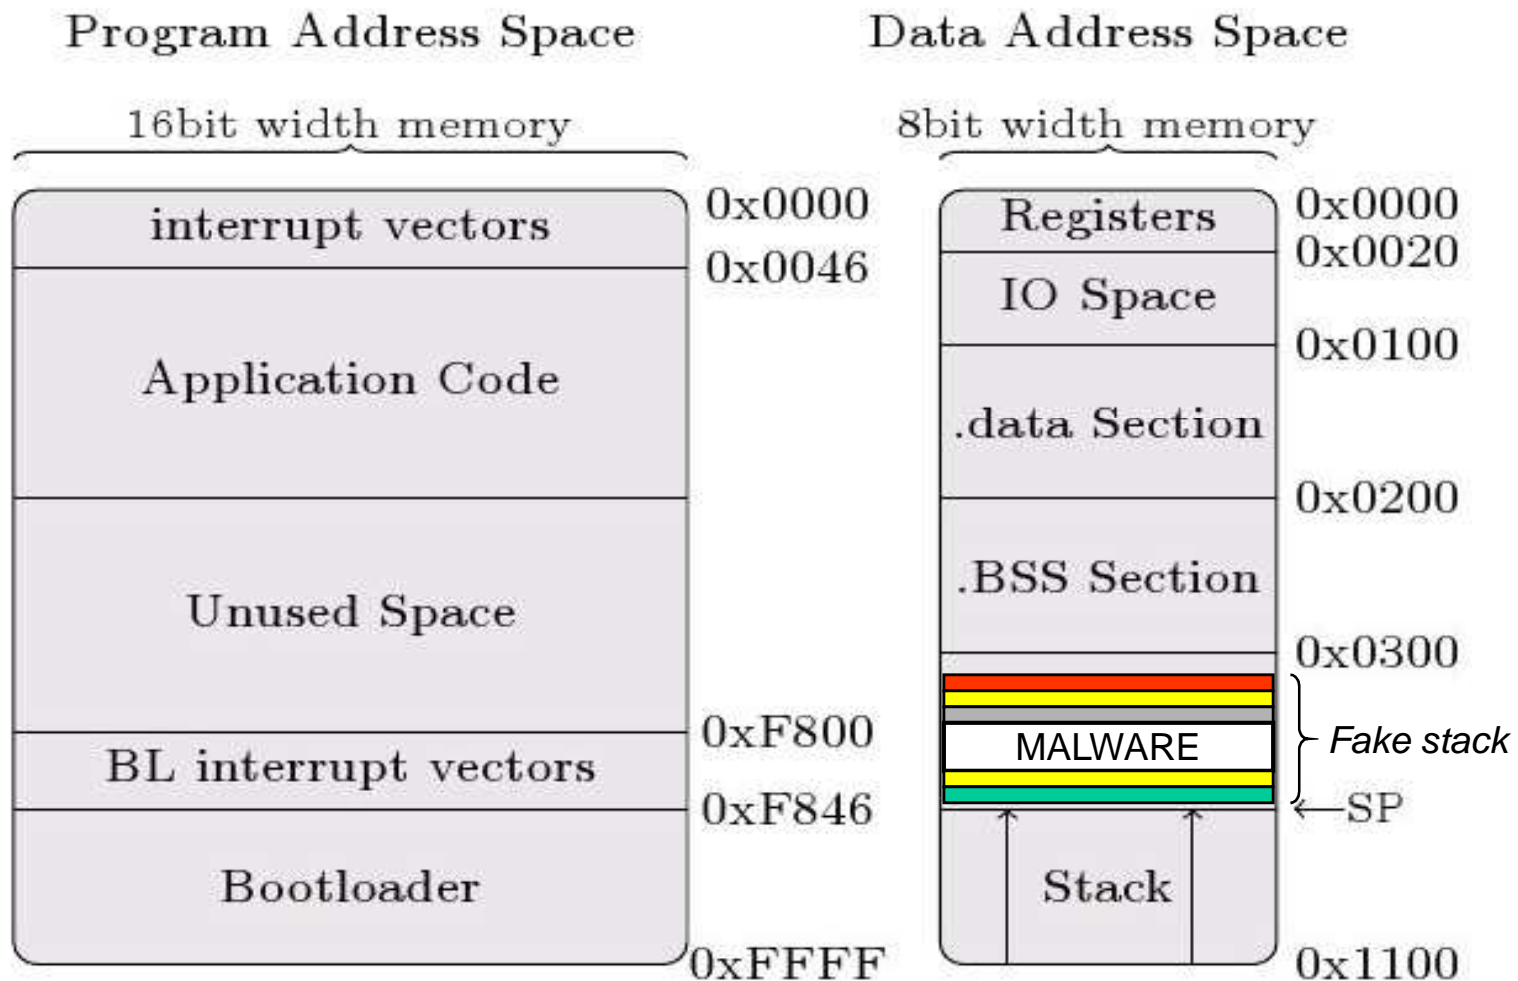 Program Address Space
16bit width memory
interrupt vectors
Application Code
Unused Space
BL interrupt vectors
Bootloader
0x0000
0x0046
0xF800
0xF846
0xFFFF
Data Address Space
8bit width memory
Registers
IO Space
.data Section
.BSS Section
MALWARE
Stack
0x0000
0x0020
0x0100
0x0200
0x0300
Fake stack
SP
0x1100